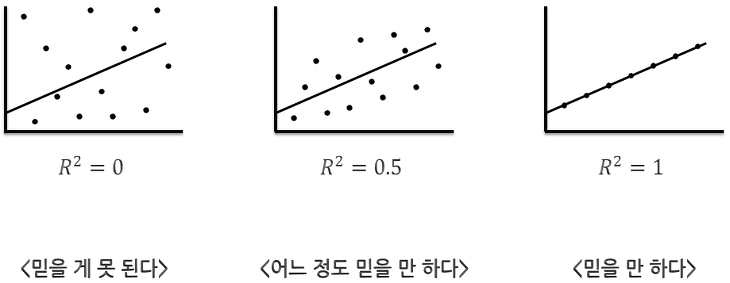 R² = 0
R² = 0.5
R² = 1
<믿을 게 못 된다>
<어느 정도 믿을 만 하다>
<믿을 만 하다>